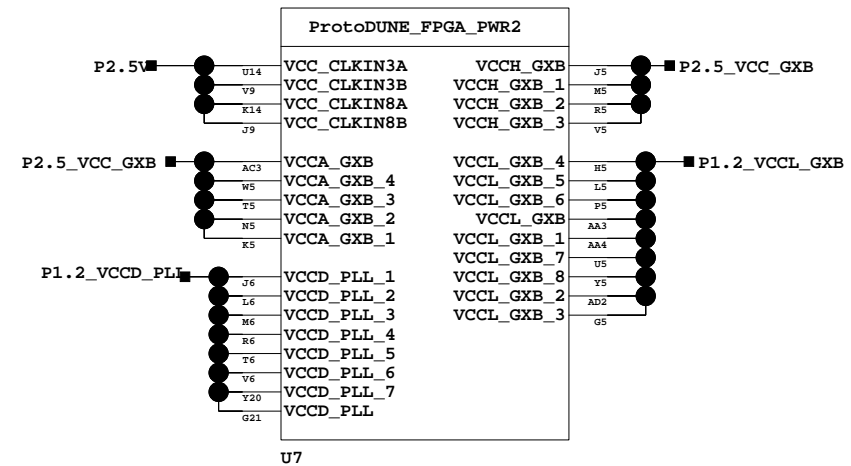 ProtoDUNE_FPGA_PWR2
P2.5V U14 VCC_CLKIN3A VCCH_GXB J5 P2.5_VCC_GXB
V9 VCC_CLKIN3B VCCH_GXB_1 M5
K14 VCC_CLKIN8A VCCH_GXB_2 R5
J9 VCC_CLKIN8B VCCH_GXB_3 V5
P2.5_VCC_GXB AC3 VCCA_GXB VCCL_GXB_4 H5 P1.2_VCCL_GXB
W5 VCCA_GXB_4 VCCL_GXB_5 L5
T5 VCCA_GXB_3 VCCL_GXB_6 P5
N5 VCCA_GXB_2 VCCL_GXB AA3
K5 VCCA_GXB_1 VCCL_GXB_1 AA4
VCCL_GXB_7 U5
P1.2_VCCD_PLL J6 VCCD_PLL_1 VCCL_GXB_8 Y5
L6 VCCD_PLL_2 VCCL_GXB_2 AD2
M6 VCCD_PLL_3 VCCL_GXB_3 G5
R6 VCCD_PLL_4
T6 VCCD_PLL_5
V6 VCCD_PLL_6
Y20 VCCD_PLL_7
G21 VCCD_PLL
U7